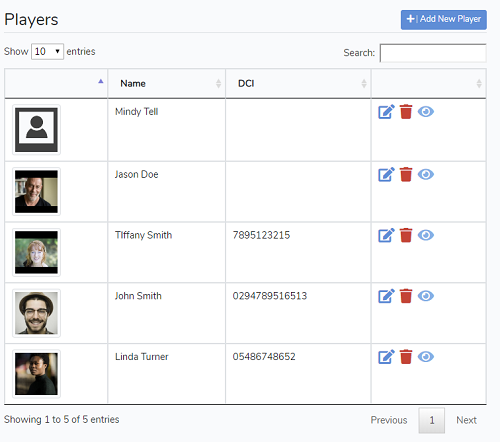 Players
+| Add New Player
Show 10 entries
Search:
Name DCI
Mindy Tell
Jason Doe
TIffany Smith 7895123215
John Smith 0294789516513
Linda Turner 05486748652
Showing 1 to 5 of 5 entries
Previous 1 Next